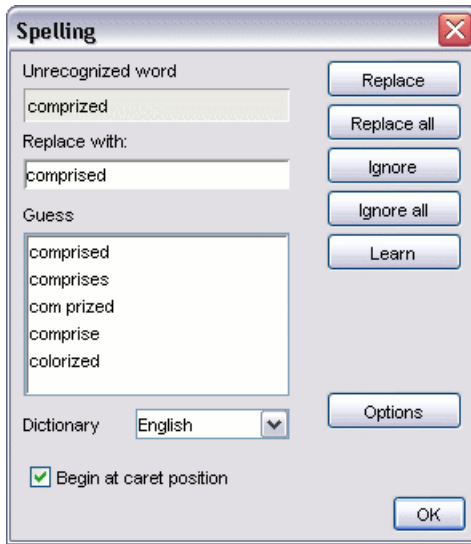 Spelling
Unrecognized word
comprized
Replace with:
comprised
Guess
comprised
comprises
com prized
comprise
colorized
Dictionary English
Begin at caret position
Replace
Replace all
Ignore
Ignore all
Learn
Options
OK